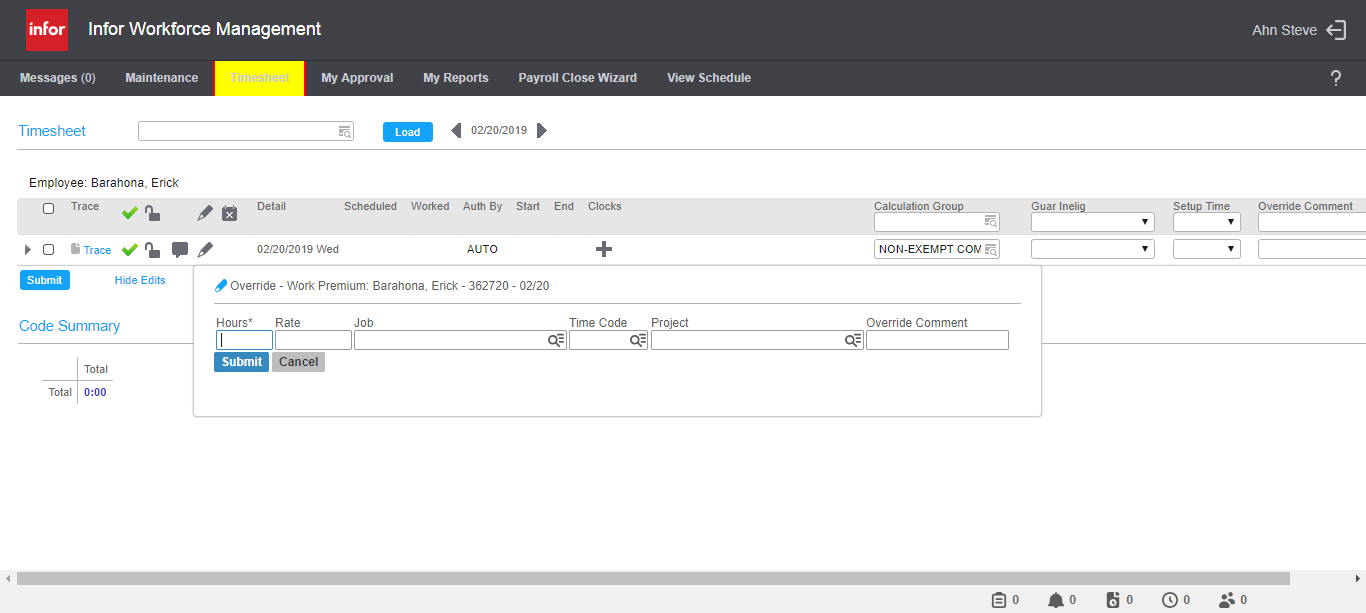 infor Infor Workforce Management Ahn Steve
Messages (0) Maintenance Timesheet My Approval My Reports Payroll Close Wizard View Schedule ?
Timesheet Load 02/20/2019
Employee: Barahona, Erick
Trace Detail Scheduled Worked Auth By Start End Clocks Calculation Group Guar Inelig Setup Time Override Comment
Trace 02/20/2019 Wed AUTO NON-EXEMPT COM
Submit Hide Edits
Override - Work Premium: Barahona, Erick - 362720 - 02/20
Hours* Rate Job Time Code Project Override Comment
Submit Cancel
Code Summary
Total
Total 0:00
0 0 0 0 0